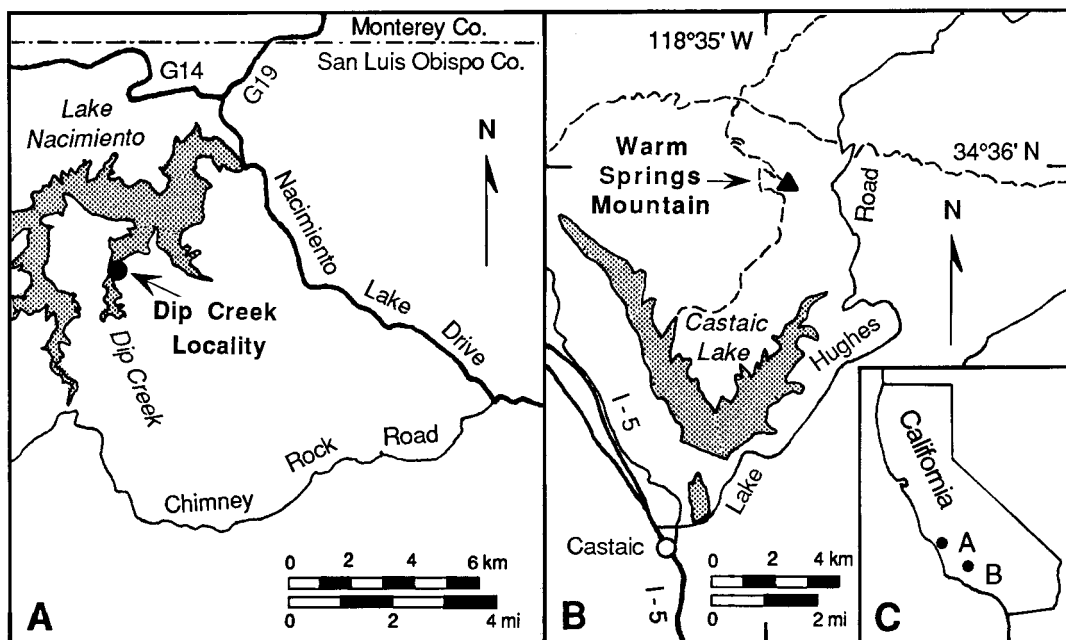 Monterey Co.
San Luis Obispo Co.
G14
G19
Lake
Nacimiento
N
Nacimiento
Lake
Drive
Dip Creek
Locality
Dip Creek
Chimney
Rock
Road
0 2 4 6 km
0 2 4 mi
A
118°35' W
34°36' N
Warm
Springs
Mountain
Road
N
Castaic
Lake
Hughes
Lake
I-5
Castaic
I-5
0 2 4 km
0 2 mi
B
California
A
B
C